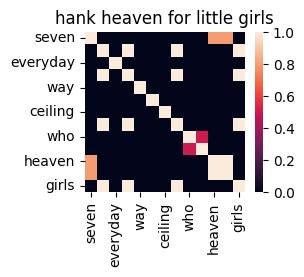 hank heaven for little girls
seven
everyday
way
ceiling
who
heaven
girls
1.0
0.8
0.6
0.4
0.2
0.0
seven
everyday
way
ceiling
who
heaven
girls